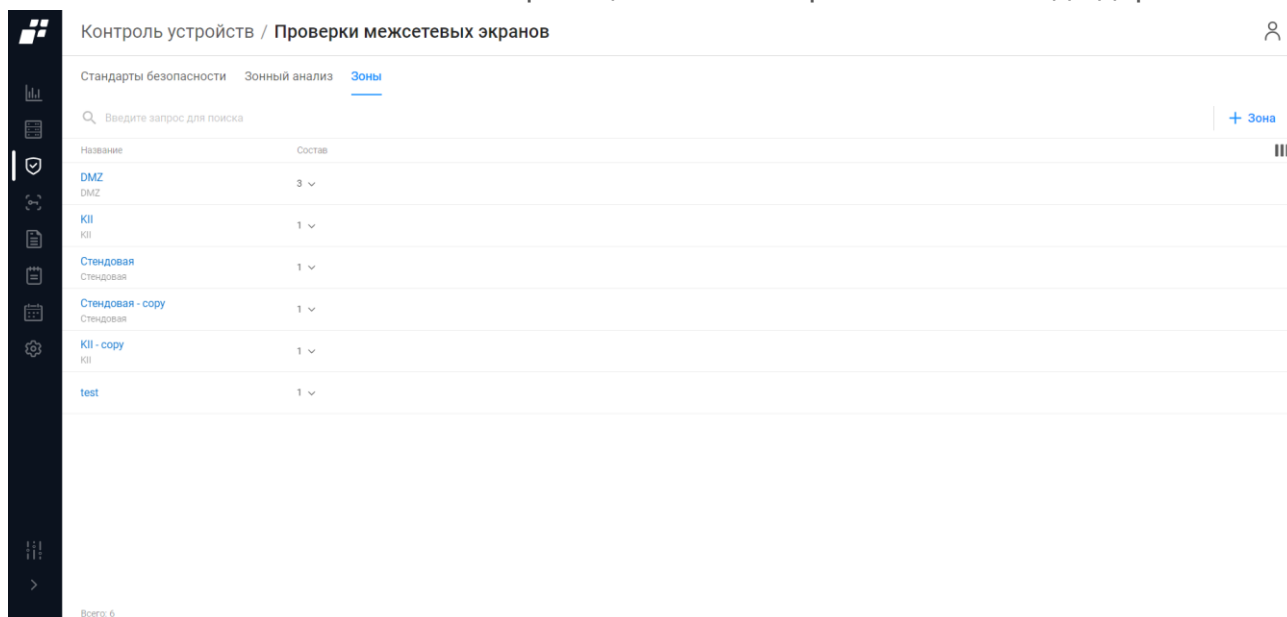 Контроль устройств / Проверки межсетевых экранов
Стандарты безопасности Зонный анализ Зоны
Введите запрос для поиска
+ Зона
Название Состав
DMZ 3
DMZ
KII 1
KII
Стендовая 1
Стендовая
Стендовая - copy 1
Стендовая
KII - copy 1
KII
test 1
Всего: 6